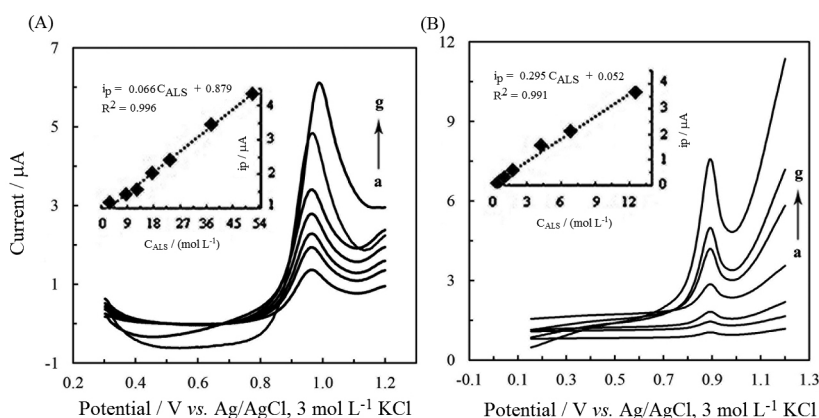 (A)
7
5
3
1
-1
Current / µA
0.2 0.4 0.6 0.8 1.0 1.2
Potential / V vs. Ag/AgCl, 3 mol L⁻¹ KCl
iₚ = 0.066 C_ALS + 0.879
R² = 0.996
4
3
2
1
ip / µA
0 9 18 27 36 45 54
C_ALS / (mol L⁻¹)
g
a
(B)
12
9
6
3
0
-0.1 0.1 0.3 0.5 0.7 0.9 1.1 1.3
Potential / V vs. Ag/AgCl, 3 mol L⁻¹ KCl
iₚ = 0.295 C_ALS + 0.052
R² = 0.991
4
3
2
1
0
ip / µA
0 4 8 12
C_ALS / (mol L⁻¹)
g
a